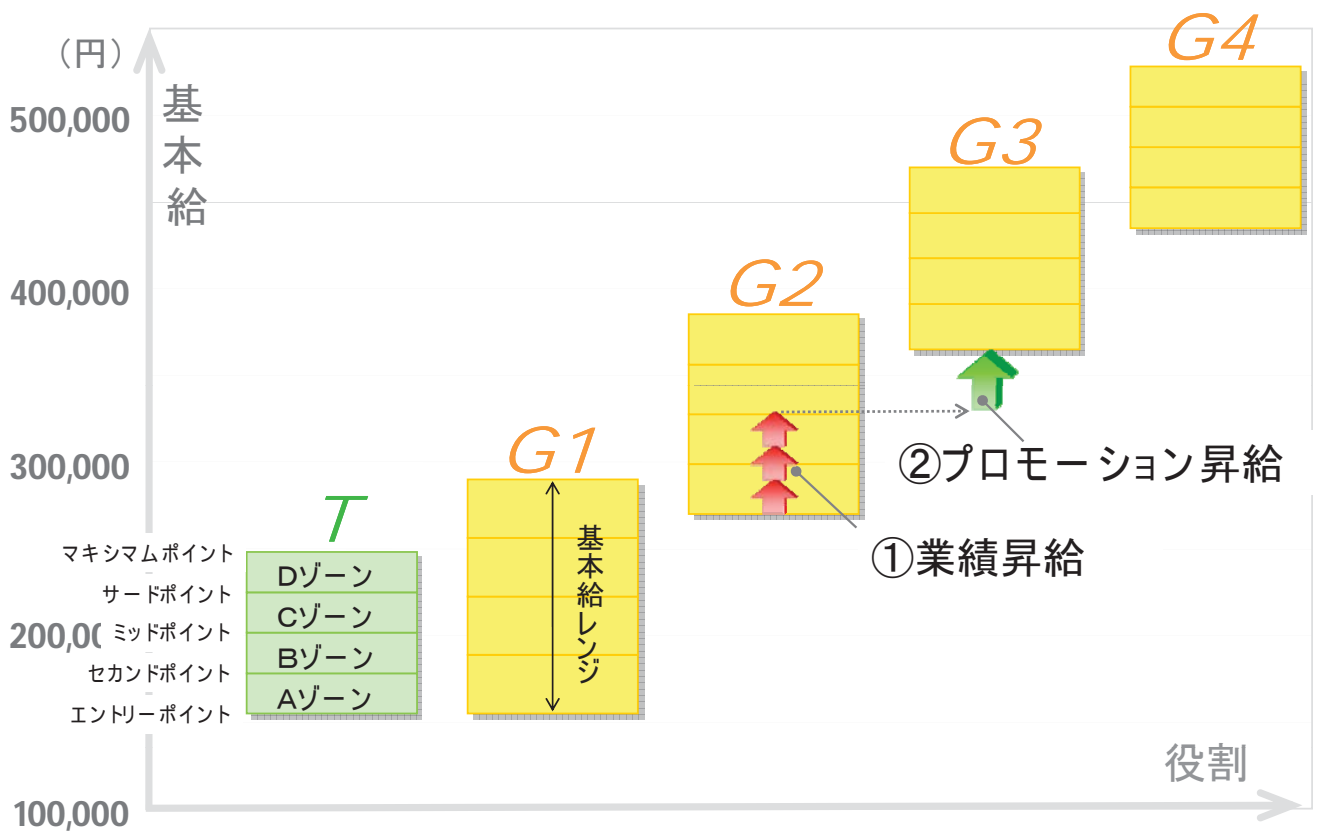 （円）
500,000
400,000
300,000
200,00
100,000
基本給
G4
G3
G2
G1
T
②プロモーション昇給
①業績昇給
基本給レンジ
マキシマムポイント
サードポイント
ミッドポイント
セカンドポイント
エントリーポイント
Dゾーン
Cゾーン
Bゾーン
Aゾーン
役割